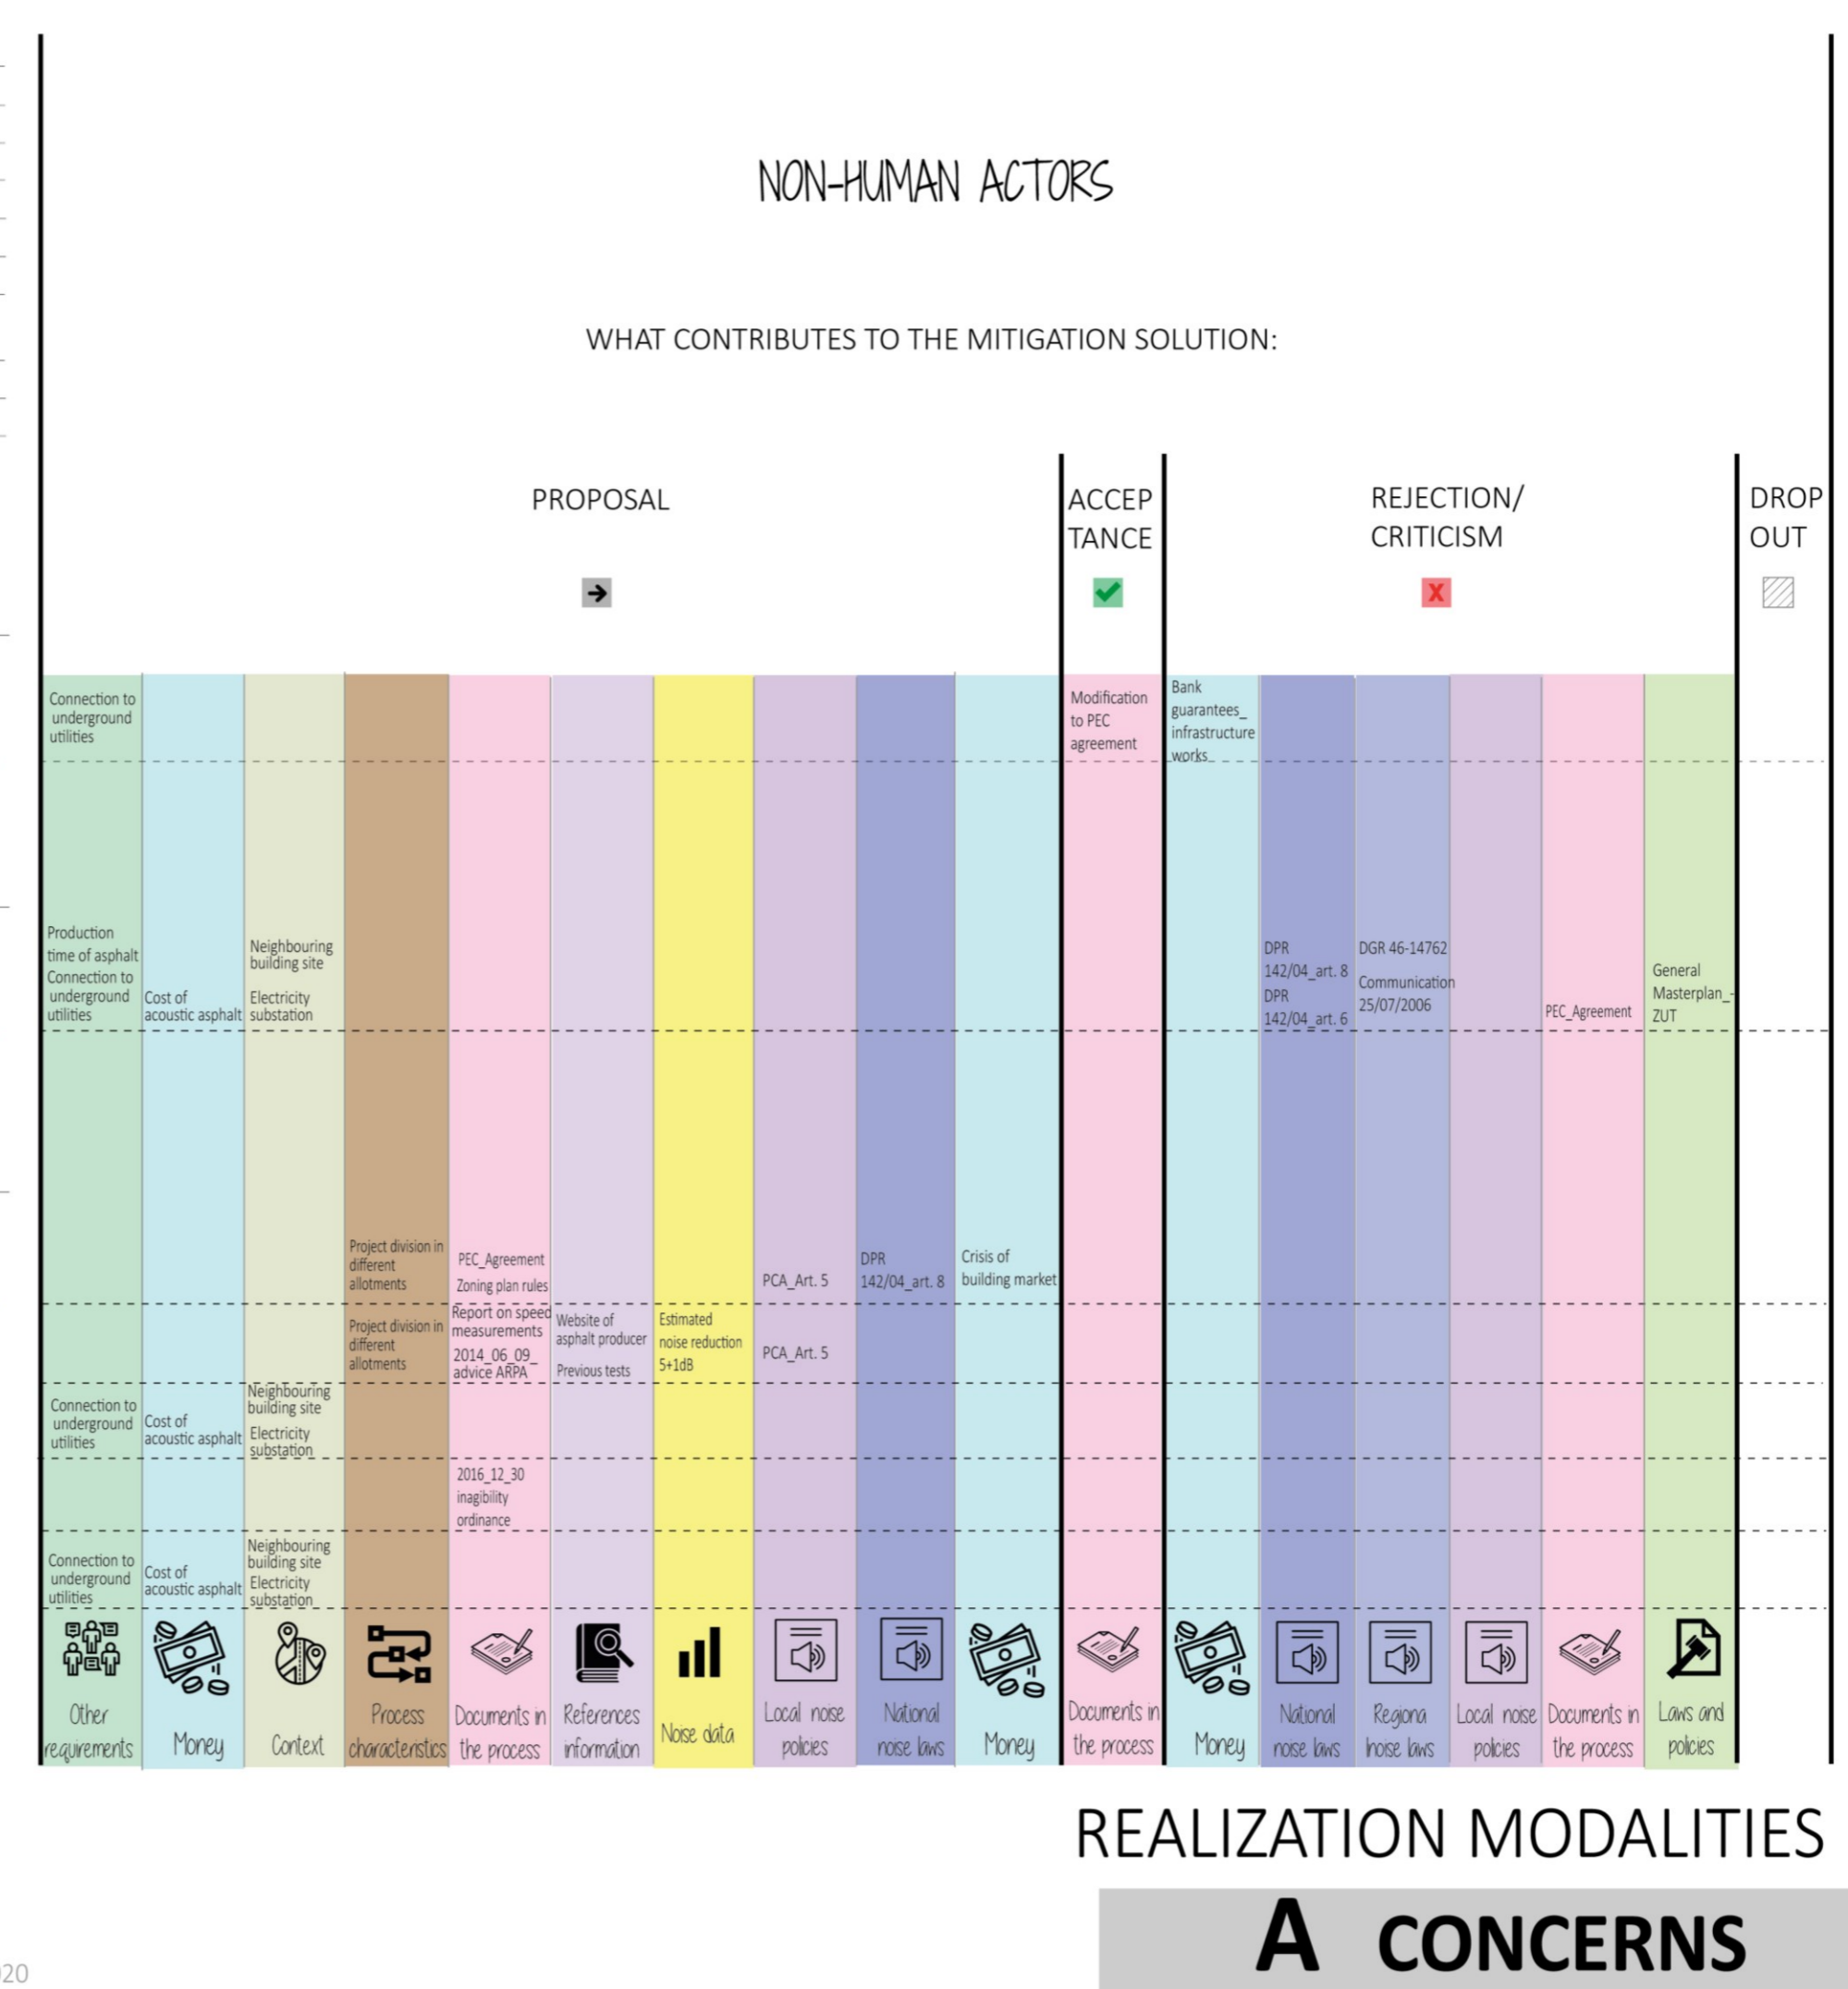 NON-HUMAN ACTORS
WHAT CONTRIBUTES TO THE MITIGATION SOLUTION:
PROPOSAL
ACCEP
TANCE
REJECTION/
CRITICISM
DROP
OUT
X
Connection to
underground
utilities
Modification
to PEC
agreement
Bank
guarantees_
infrastructure
works
Production
time of asphalt
Connection to
underground
utilities
Cost of
acoustic asphalt
Neighbouring
building site
Electricity
substation
DPR
142/04_art. 8
DPR
142/04_art. 6
DGR 46-14762
Communication
25/07/2006
PEC_Agreement
General
Masterplan_-
ZUT
Project division in
different
allotments
PEC_Agreement
Zoning plan rules
PCA_Art. 5
DPR
142/04_art. 8
Crisis of
building market
Project division in
different
allotments
Report on speed
measurements
2014_06_09_
advice ARPA
Website of
asphalt producer
Previous tests
Estimated
noise reduction
5+1dB
PCA_Art. 5
Connection to
underground
utilities
Cost of
acoustic asphalt
Neighbouring
building site
Electricity
substation
2016_12_30
inagibility
ordinance
Connection to
underground
utilities
Cost of
acoustic asphalt
Neighbouring
building site
Electricity
substation
Other
requirements
Money
Context
Process
characteristics
Documents in
the process
References
information
Noise data
Local noise
policies
National
noise laws
Money
Documents in
the process
Money
National
noise laws
Regiona
noise laws
Local noise
policies
Documents in
the process
Laws and
policies
REALIZATION MODALITIES
A CONCERNS
020